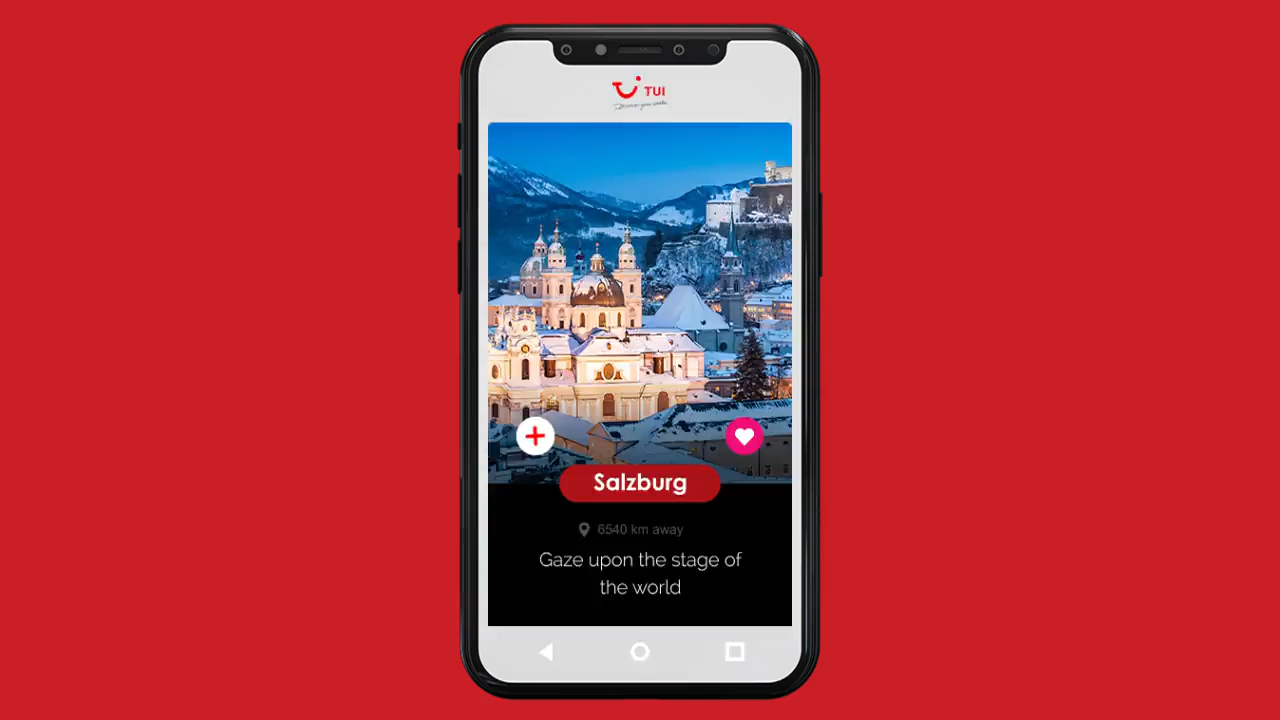 TUI
Salzburg
6540 km away
Gaze upon the stage of
the world